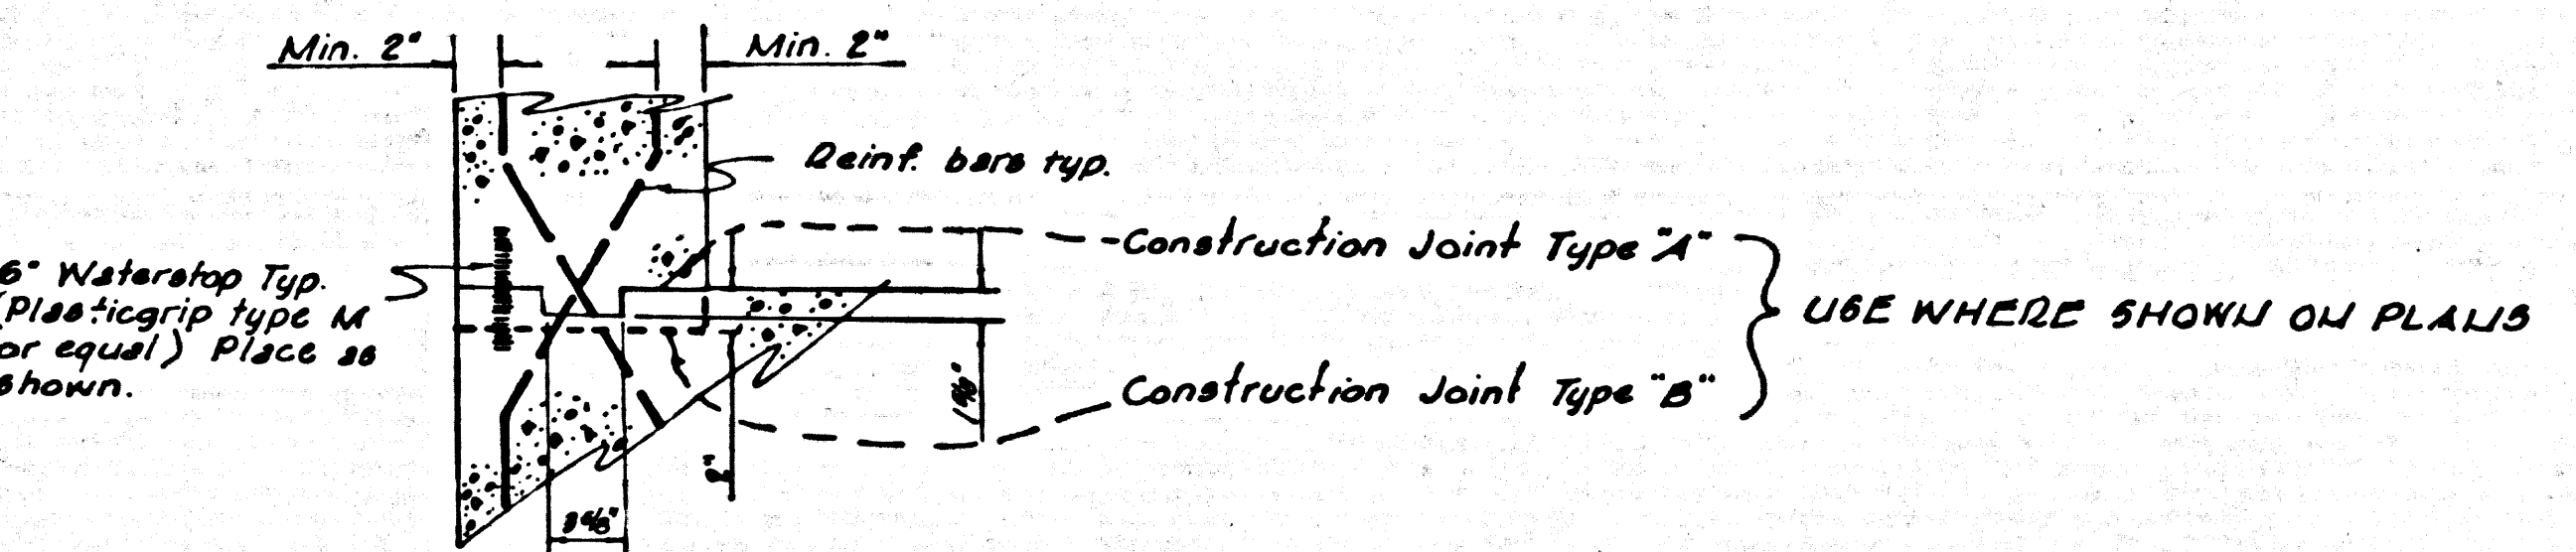 Min. 2"
Min. 2"
Reinf. bars typ.
6" Waterstop Typ.
(Plasticgrip type M
or equal) Place as
shown.
Construction Joint Type "A"
USE WHERE SHOWN ON PLANS
Construction Joint Type "B"
2"